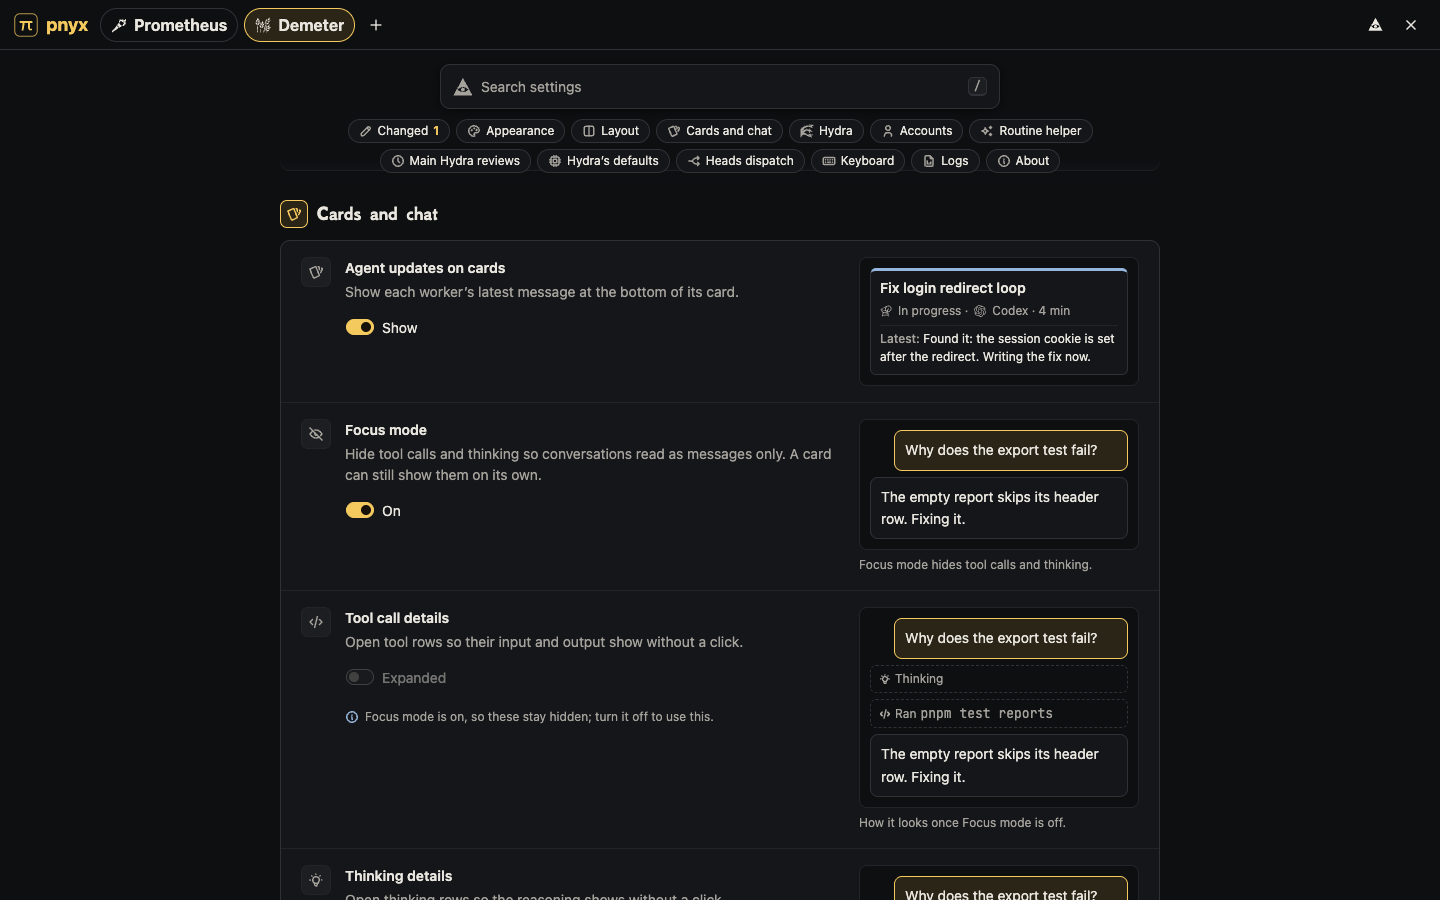 π pnyx Prometheus Demeter +
Search settings /
Changed 1 Appearance Layout Cards and chat Hydra Accounts Routine helper
Main Hydra reviews Hydra’s defaults Heads dispatch Keyboard Logs About
Cards and chat
Agent updates on cards
Show each worker’s latest message at the bottom of its card.
Show
Fix login redirect loop
In progress · Codex · 4 min
Latest: Found it: the session cookie is set
after the redirect. Writing the fix now.
Focus mode
Hide tool calls and thinking so conversations read as messages only. A card
can still show them on its own.
On
Why does the export test fail?
The empty report skips its header
row. Fixing it.
Focus mode hides tool calls and thinking.
Tool call details
Open tool rows so their input and output show without a click.
Expanded
Focus mode is on, so these stay hidden; turn it off to use this.
Why does the export test fail?
Thinking
Ran pnpm test reports
The empty report skips its header
row. Fixing it.
How it looks once Focus mode is off.
Thinking details
Open thinking rows so the reasoning shows without a click.
Why does the export test fail?